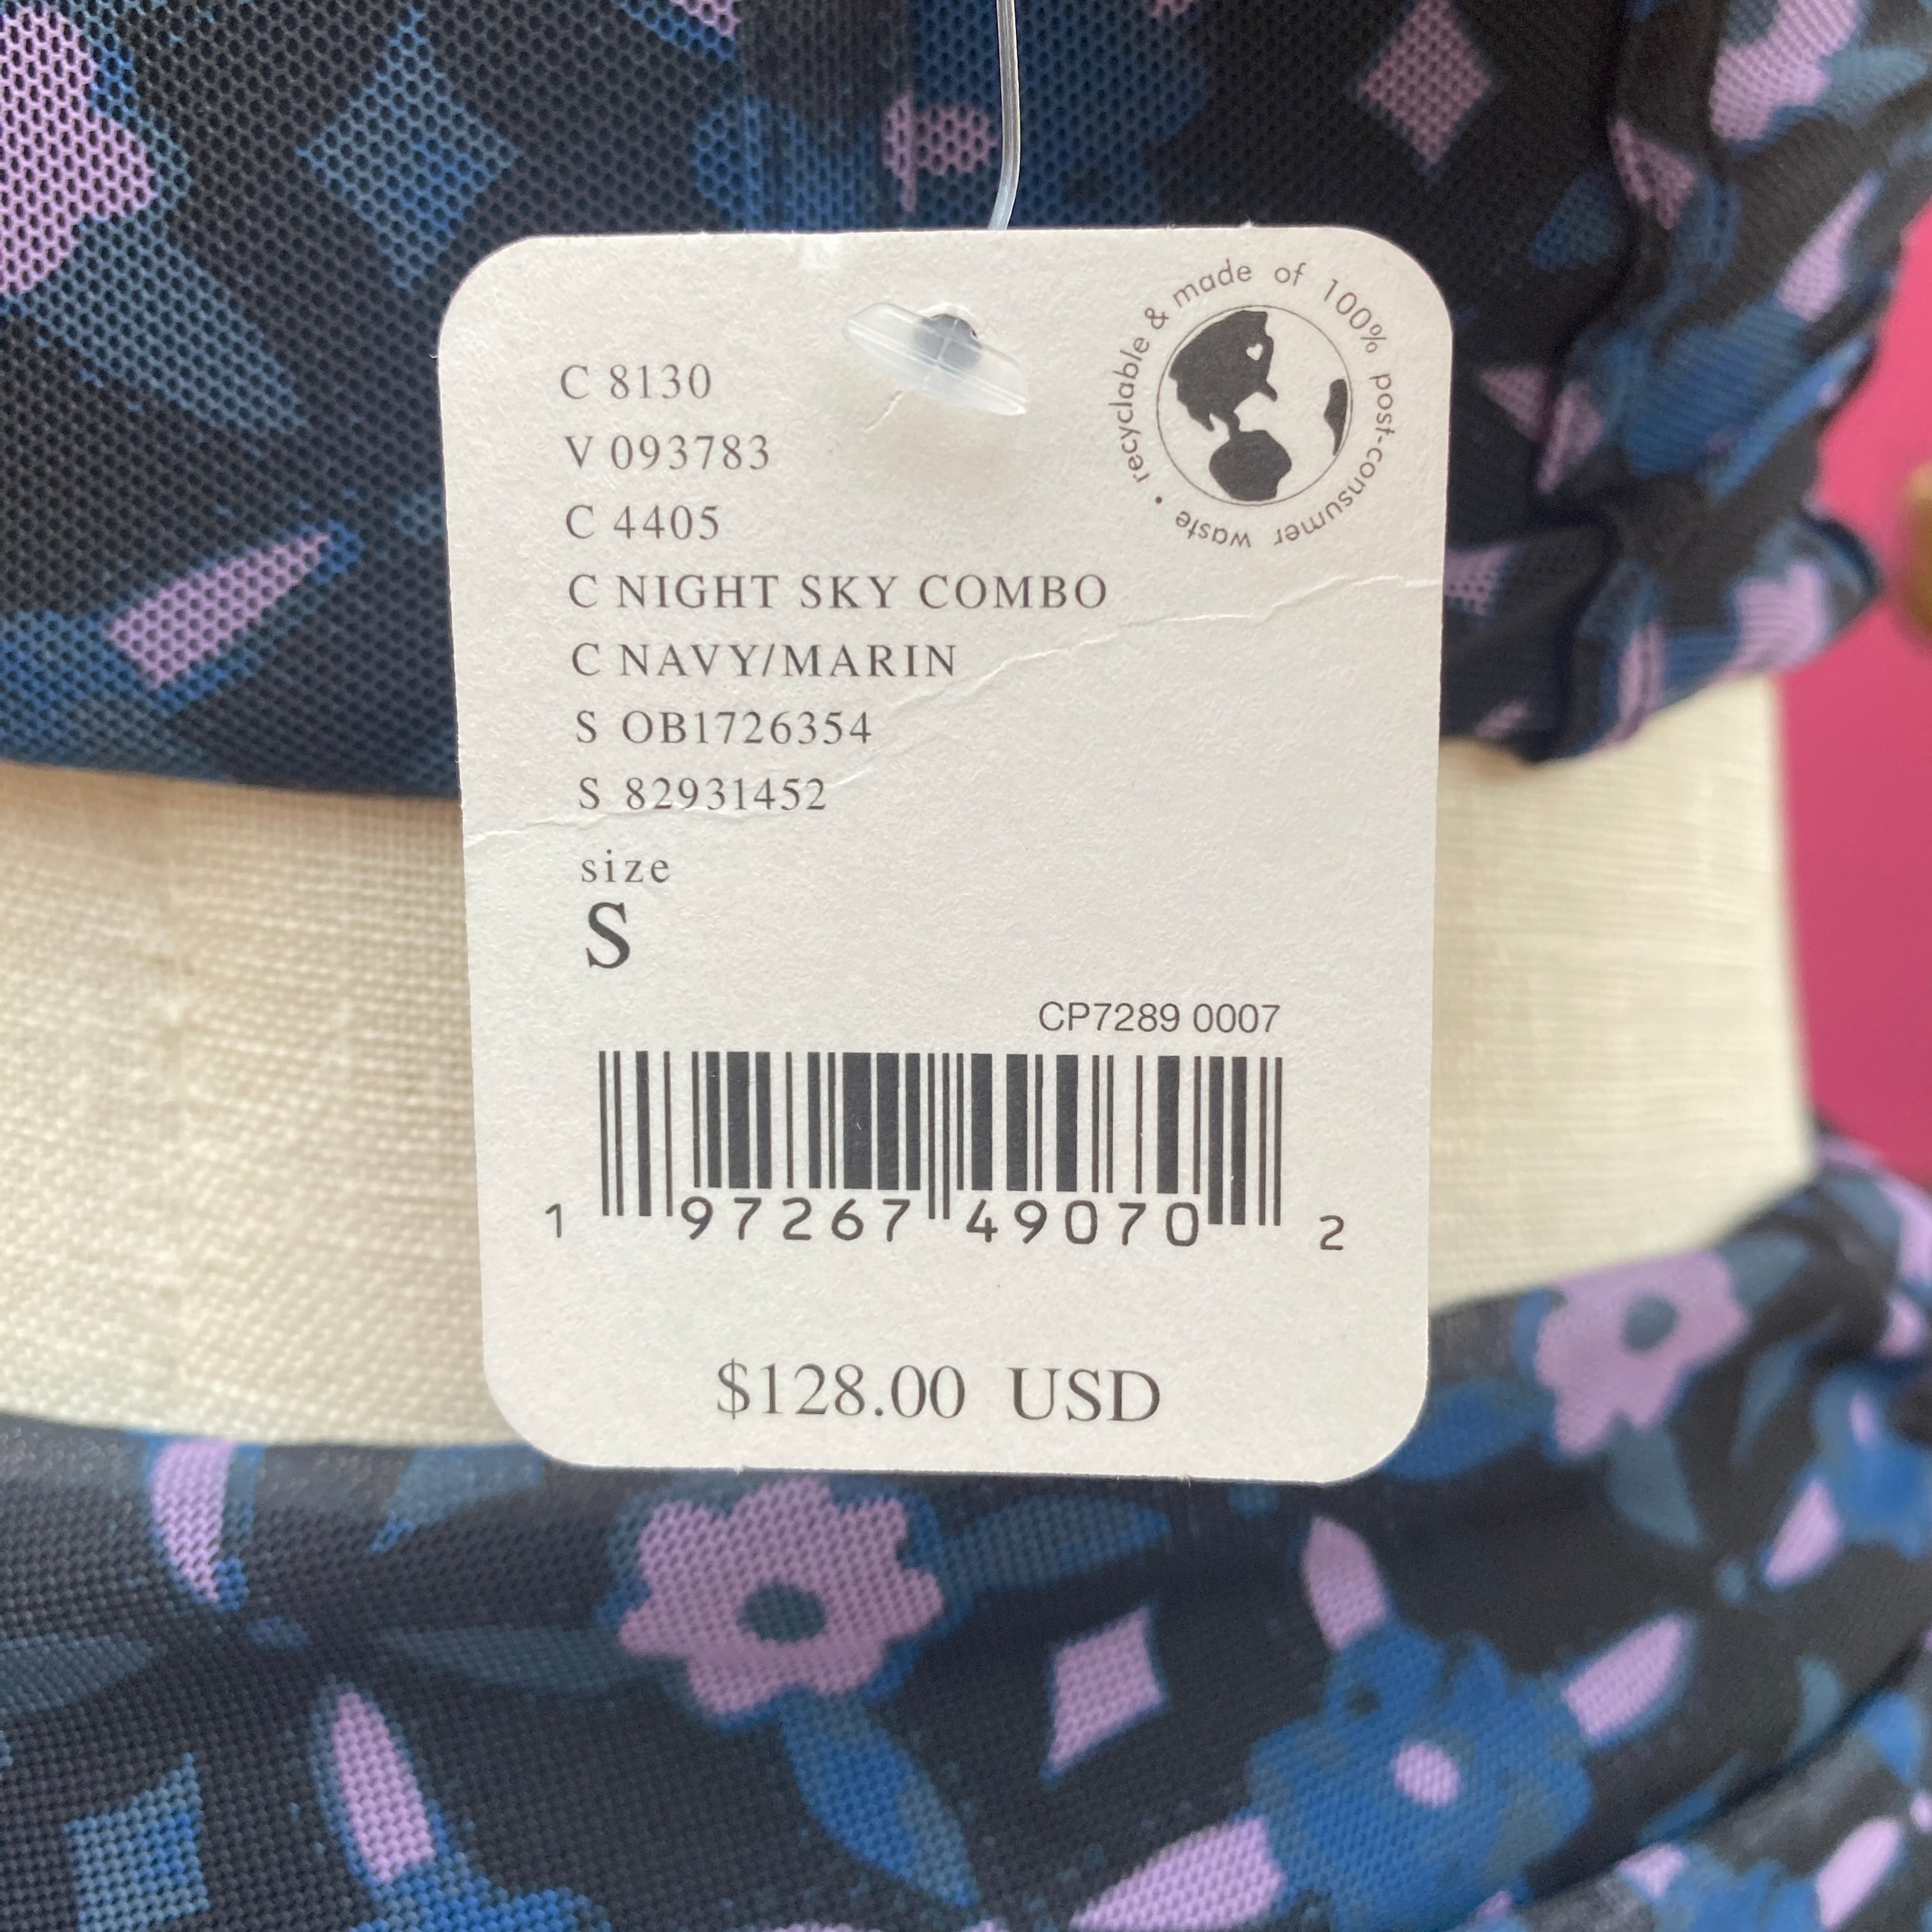 recyclable & made of 100% post-consumer waste •
C 8130
V 093783
C 4405
C NIGHT SKY COMBO
C NAVY/MARIN
S OB1726354
S 82931452
size
S
CP7289 0007
1 97267 49070 2
$128.00 USD